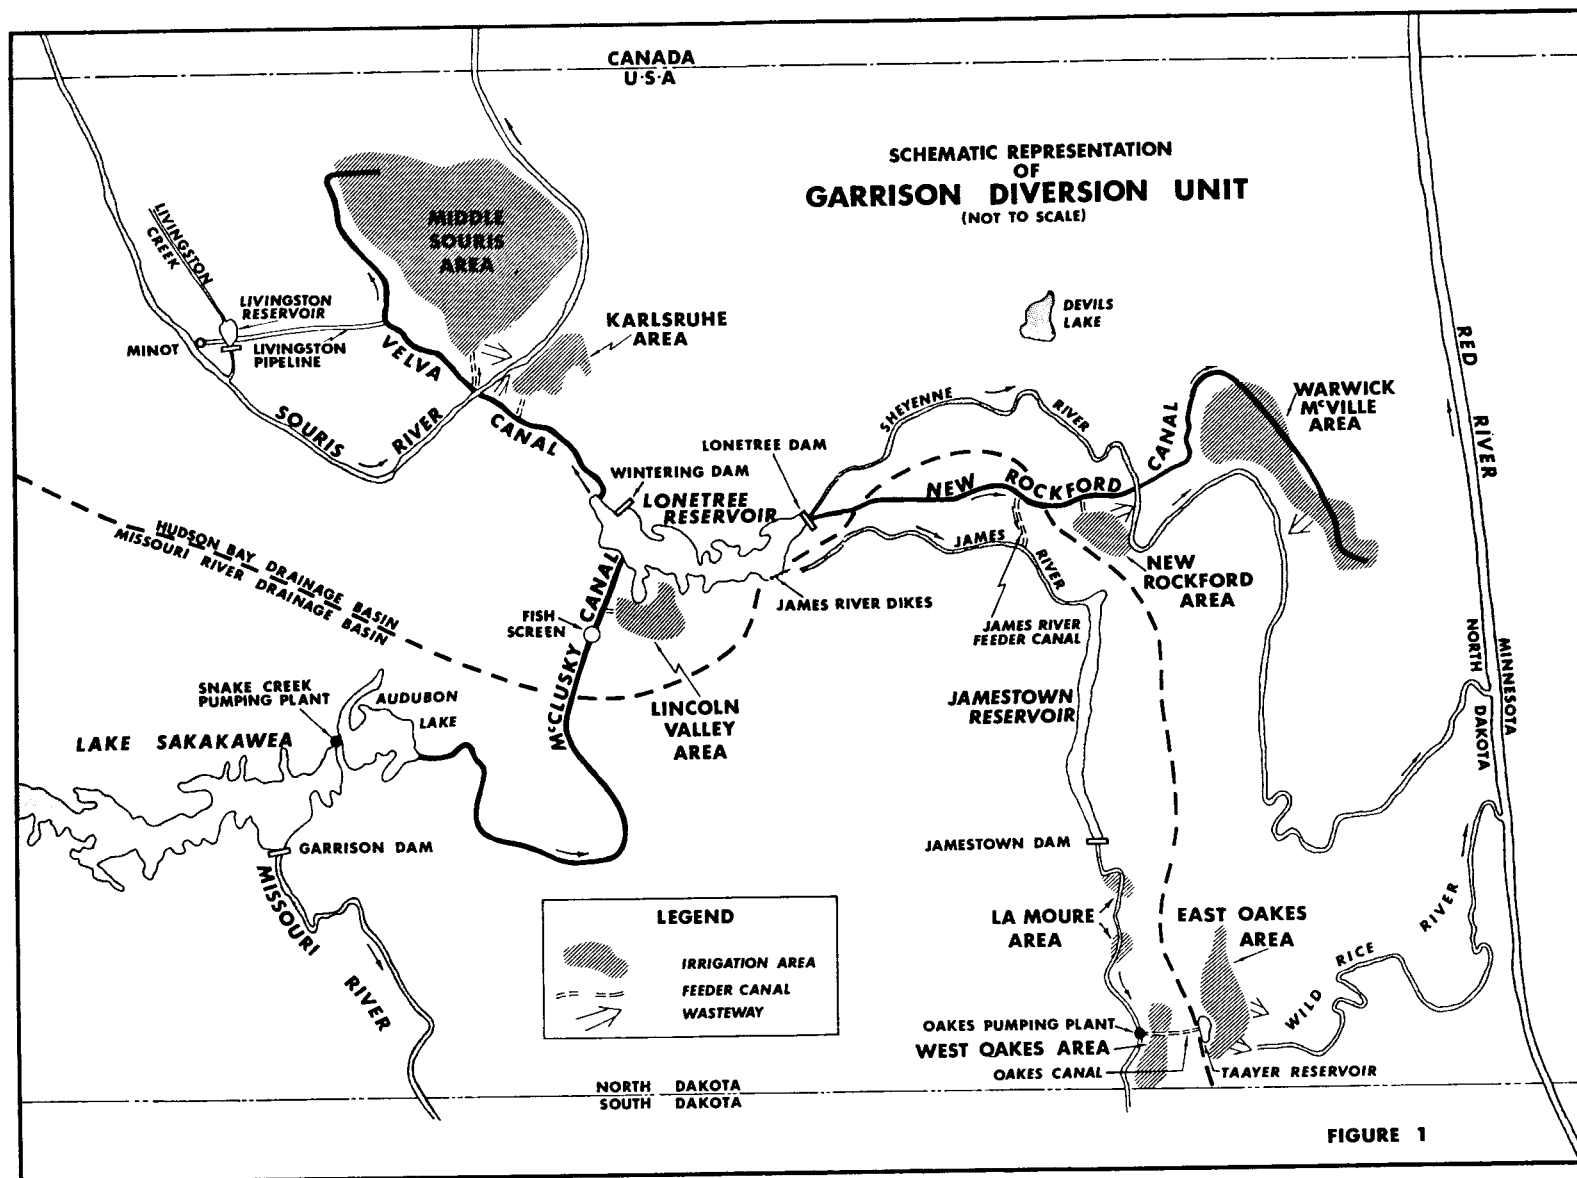 CANADA
U·S·A
SCHEMATIC REPRESENTATION
OF
GARRISON DIVERSION UNIT
(NOT TO SCALE)
LIVINGSTON
CREEK
MIDDLE
SOURIS
AREA
LIVINGSTON
RESERVOIR
MINOT
LIVINGSTON
PIPELINE
KARLSRUHE
AREA
VELVA
CANAL
SOURIS
RIVER
DEVILS
LAKE
RED
RIVER
SHEYENNE
RIVER
WARWICK
McVILLE
AREA
LONETREE DAM
WINTERING DAM
LONETREE
RESERVOIR
NEW
ROCKFORD
CANAL
JAMES
RIVER
HUDSON BAY DRAINAGE BASIN
MISSOURI RIVER DRAINAGE BASIN
NEW
ROCKFORD
AREA
JAMES RIVER DIKES
JAMES RIVER
FEEDER CANAL
FISH
SCREEN
McCLUSKY CANAL
SNAKE CREEK
PUMPING PLANT
AUDUBON
LAKE
LINCOLN
VALLEY
AREA
JAMESTOWN
RESERVOIR
NORTH DAKOTA
MINNESOTA
LAKE SAKAKAWEA
GARRISON DAM
JAMESTOWN DAM
MISSOURI
RIVER
LEGEND
IRRIGATION AREA
FEEDER CANAL
WASTEWAY
LA MOURE
AREA
EAST OAKES
AREA
WILD RICE RIVER
OAKES PUMPING PLANT
WEST OAKES AREA
OAKES CANAL
TAAYER RESERVOIR
NORTH DAKOTA
SOUTH DAKOTA
FIGURE 1